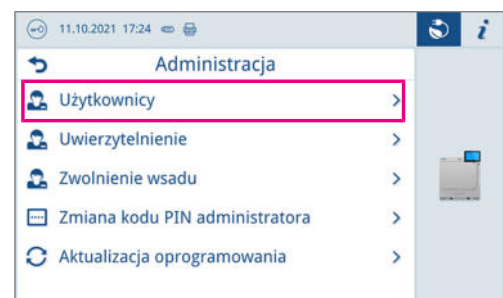 11.10.2021 17:24
i
Administracja
Użytkownicy
Uwierzytelnienie
Zwolnienie wsadu
Zmiana kodu PIN administratora
Aktualizacja oprogramowania